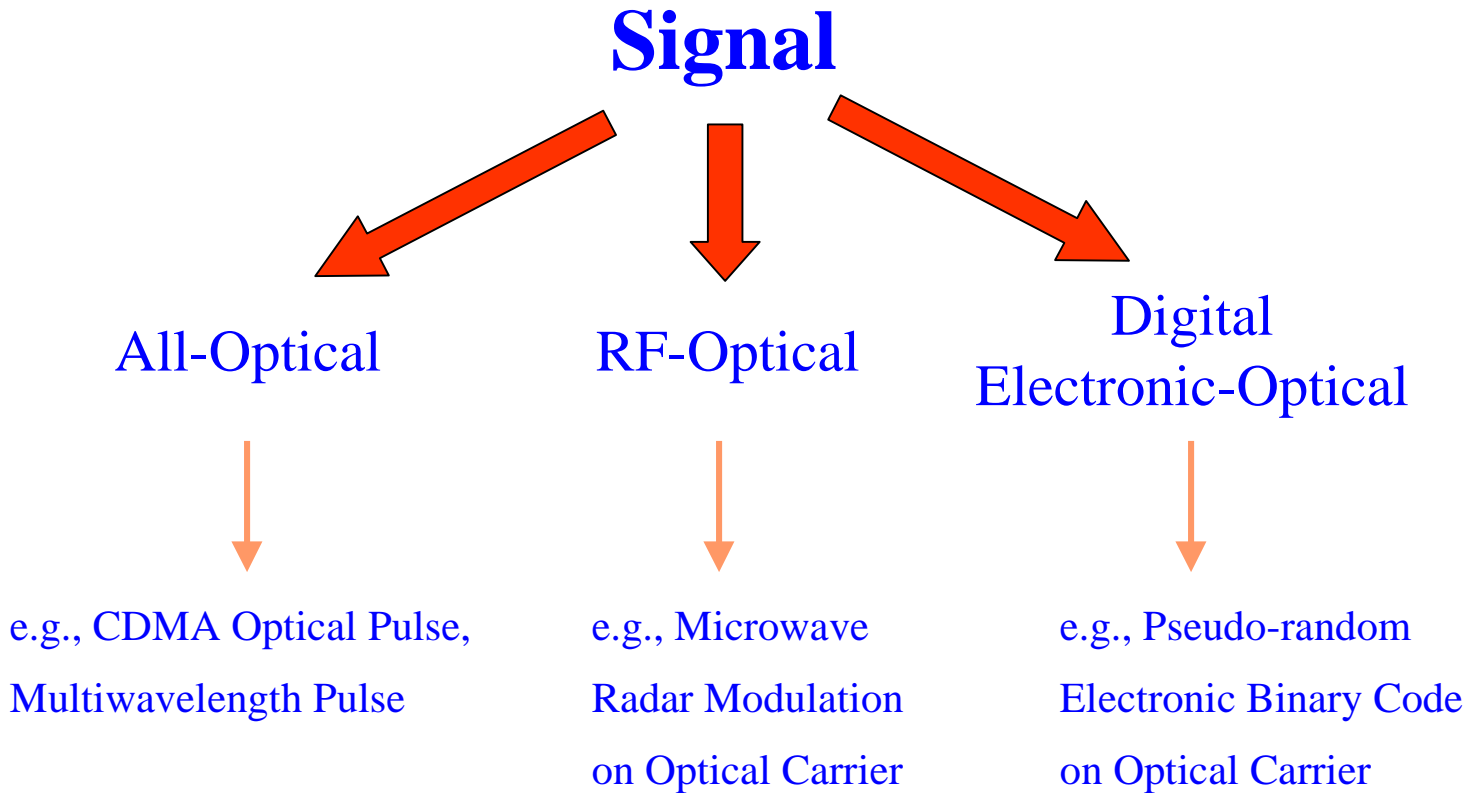 Signal
All-Optical
RF-Optical
Digital
Electronic-Optical
e.g., CDMA Optical Pulse,
Multiwavelength Pulse
e.g., Microwave
Radar Modulation
on Optical Carrier
e.g., Pseudo-random
Electronic Binary Code
on Optical Carrier